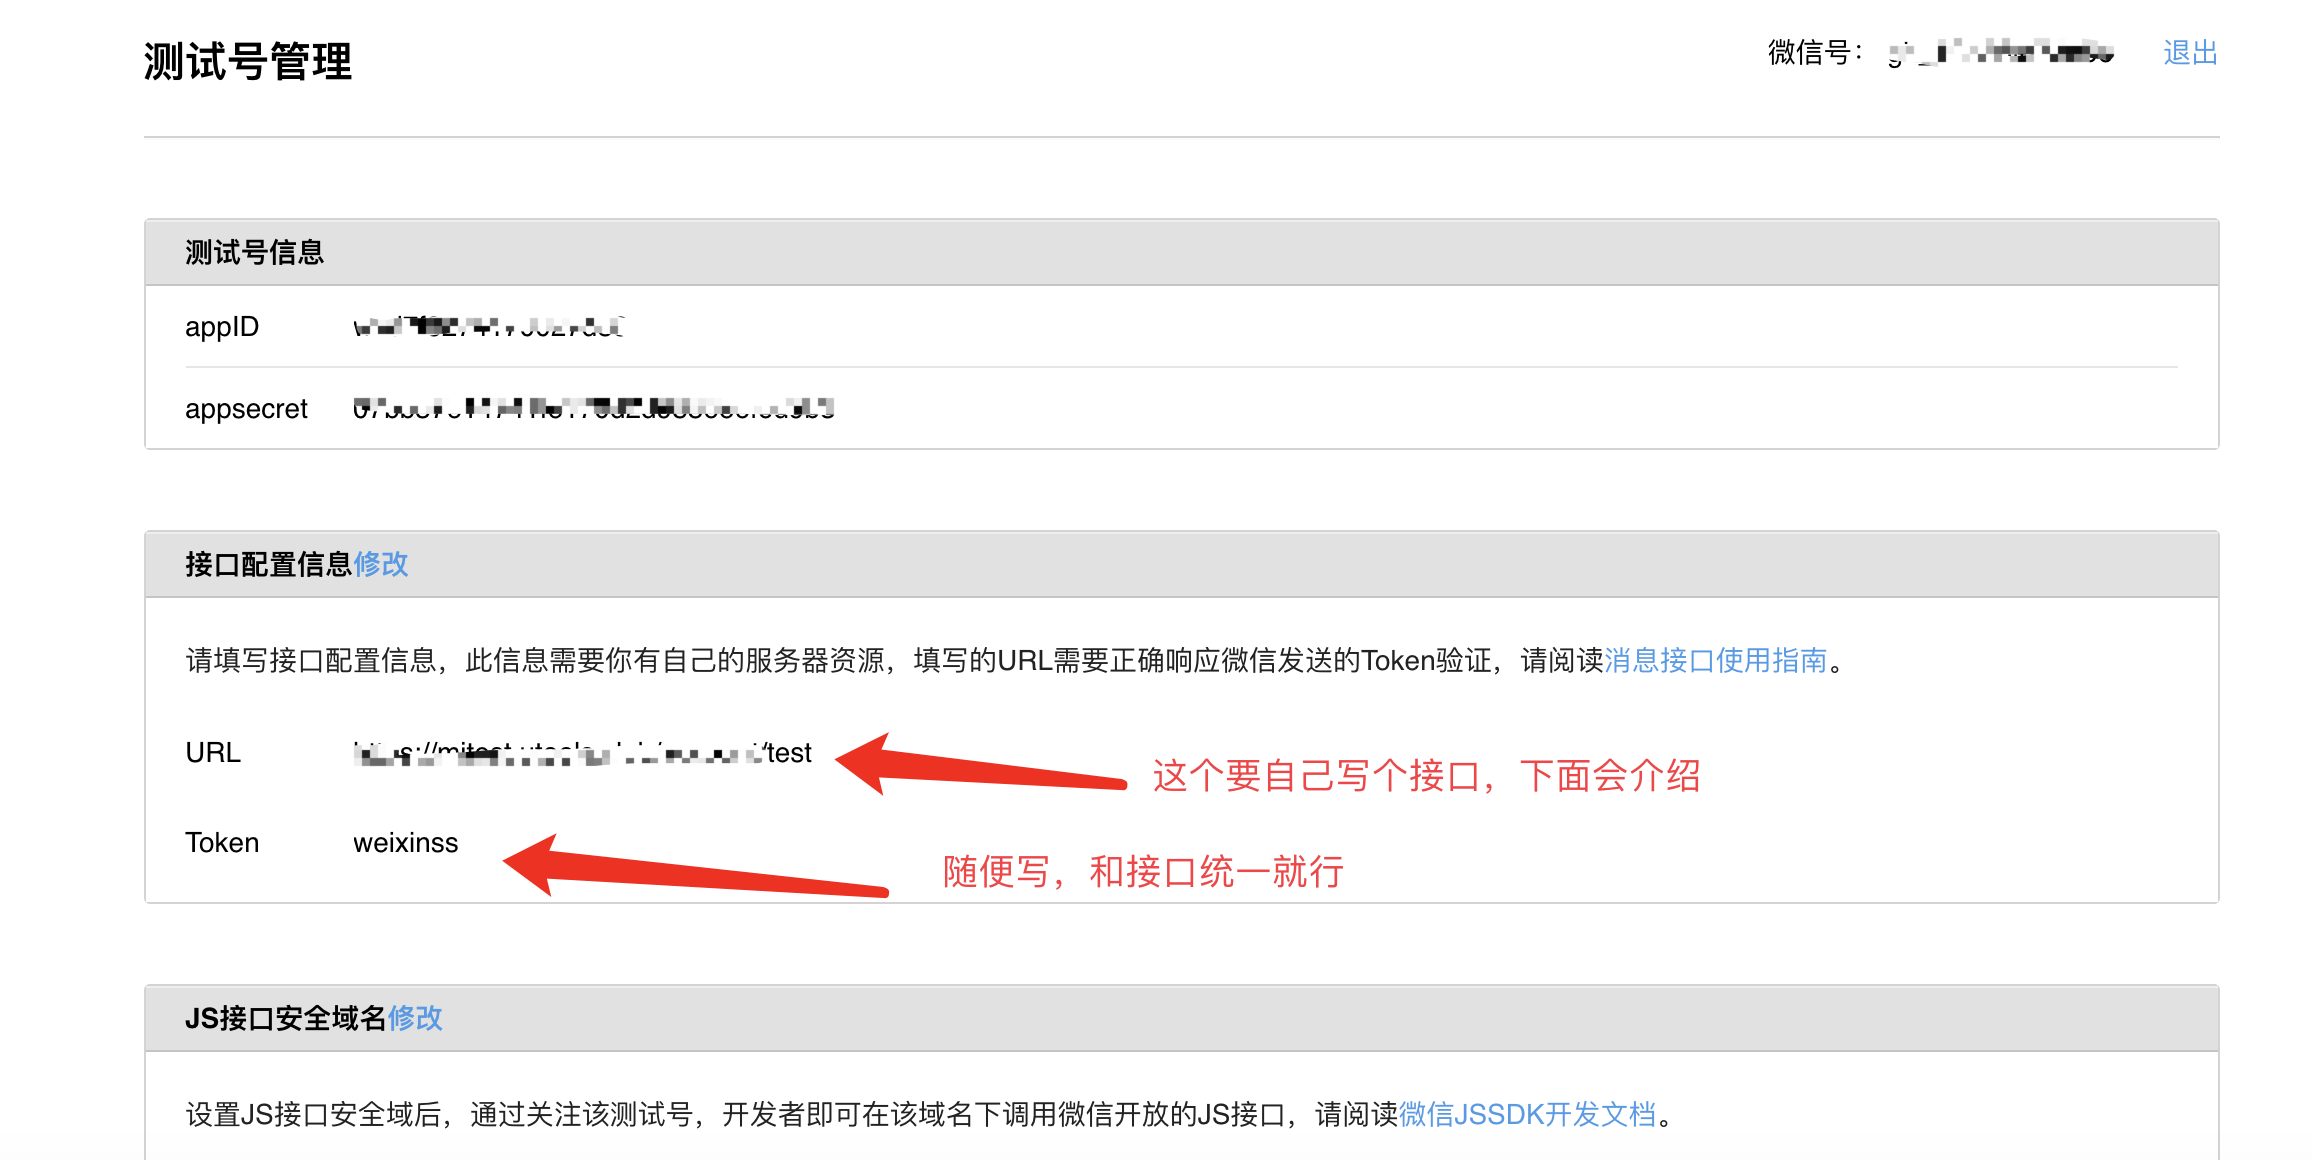 测试号管理
微信号： 退出
测试号信息
appID
appsecret
接口配置信息修改
请填写接口配置信息，此信息需要你有自己的服务器资源，填写的URL需要正确响应微信发送的Token验证，请阅读消息接口使用指南。
URL /test
这个要自己写个接口，下面会介绍
Token weixinss
随便写，和接口统一就行
JS接口安全域名修改
设置JS接口安全域后，通过关注该测试号，开发者即可在该域名下调用微信开放的JS接口，请阅读微信JSSDK开发文档。